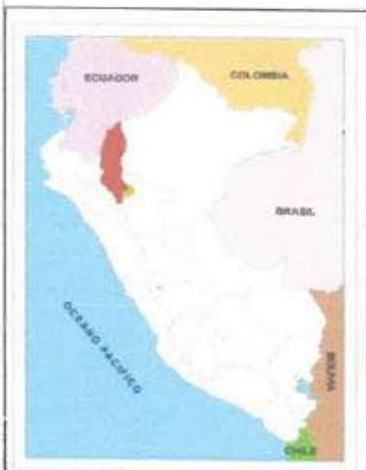 ECUADOR
COLOMBIA
BRASIL
OCEANO PACIFICO
BOLIVIA
CHILE